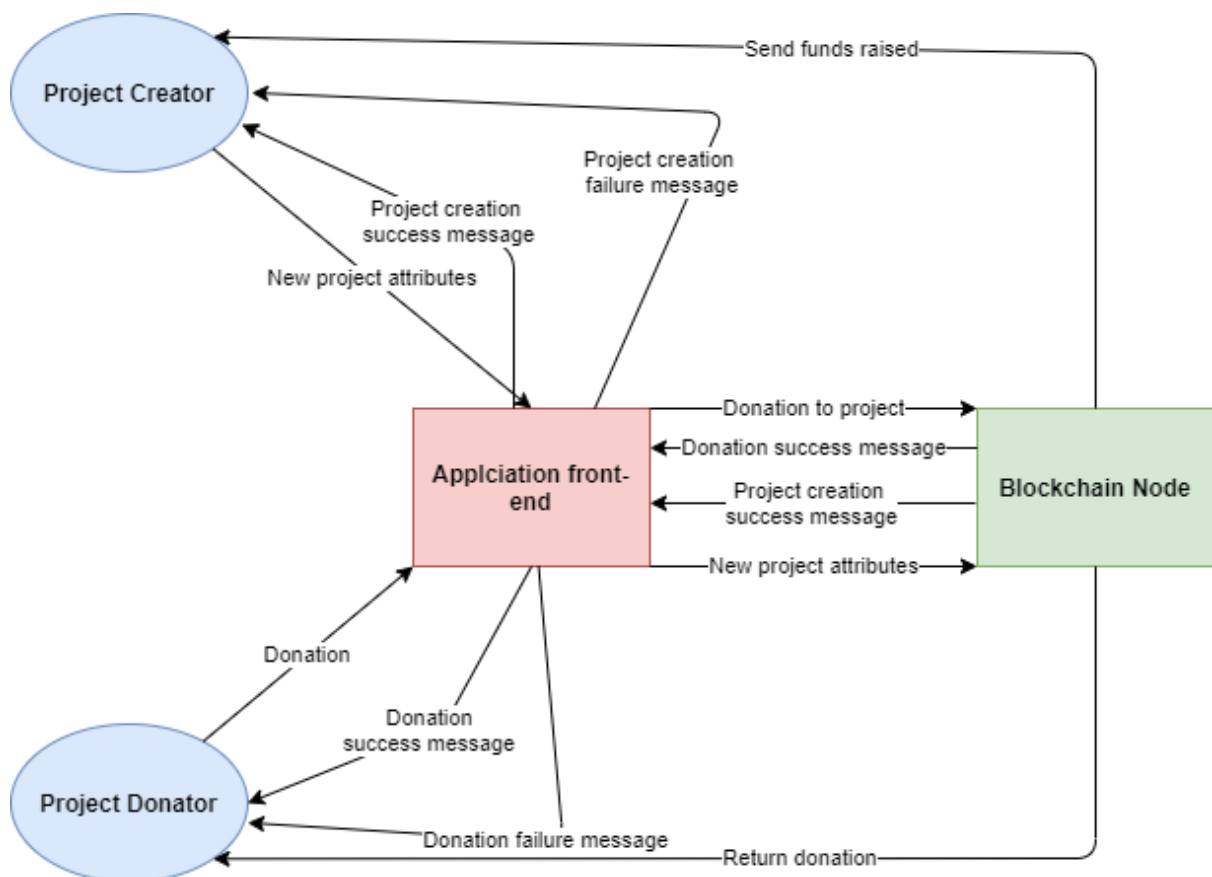 Send funds raised
Project Creator
Project creation
failure message
Project creation
success message
New project attributes
Donation to project
Donation success message
Applciation front-
end
Project creation
success message
Blockchain Node
New project attributes
Donation
Donation
success message
Project Donator
Donation failure message
Return donation